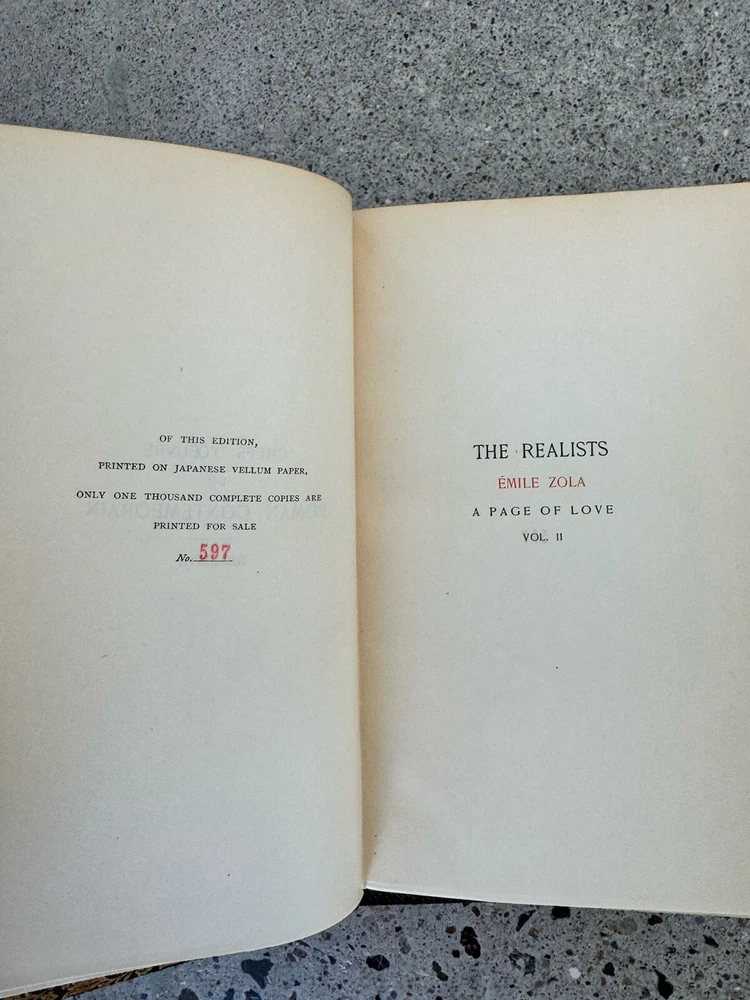 OF THIS EDITION,
PRINTED ON JAPANESE VELLUM PAPER,
ONLY ONE THOUSAND COMPLETE COPIES ARE
PRINTED FOR SALE
No. 597
THE REALISTS
ÉMILE ZOLA
A PAGE OF LOVE
VOL. II